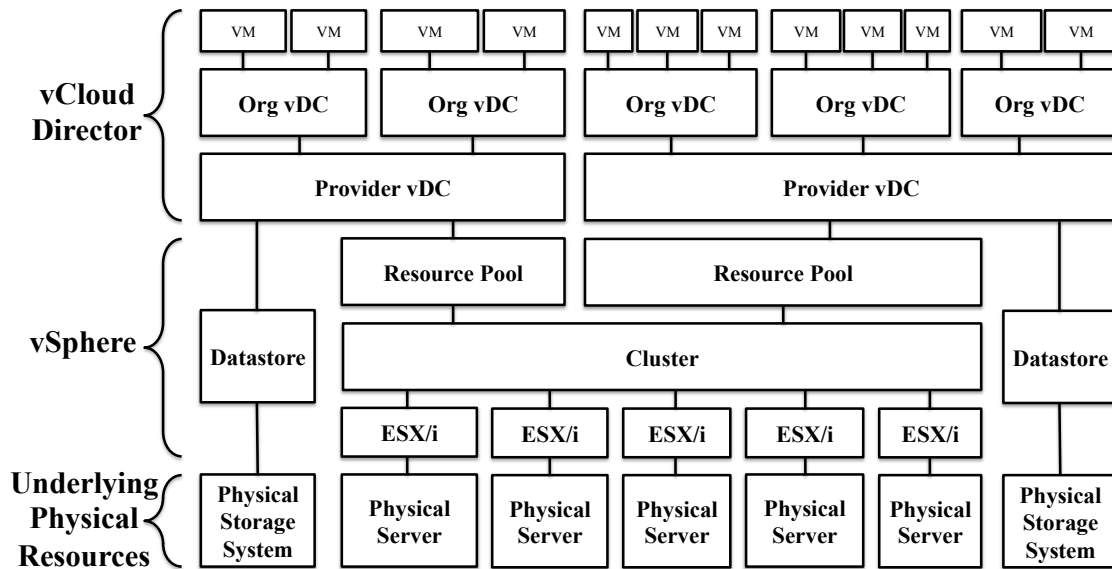 VM VM VM VM VM VM VM VM VM VM VM VM
vCloud
Director
Org vDC Org vDC Org vDC Org vDC Org vDC
Provider vDC Provider vDC
vSphere
Resource Pool Resource Pool
Datastore Cluster Datastore
ESX/i ESX/i ESX/i ESX/i ESX/i
Underlying
Physical
Resources
Physical
Storage
System
Physical
Server
Physical
Server
Physical
Server
Physical
Server
Physical
Server
Physical
Storage
System